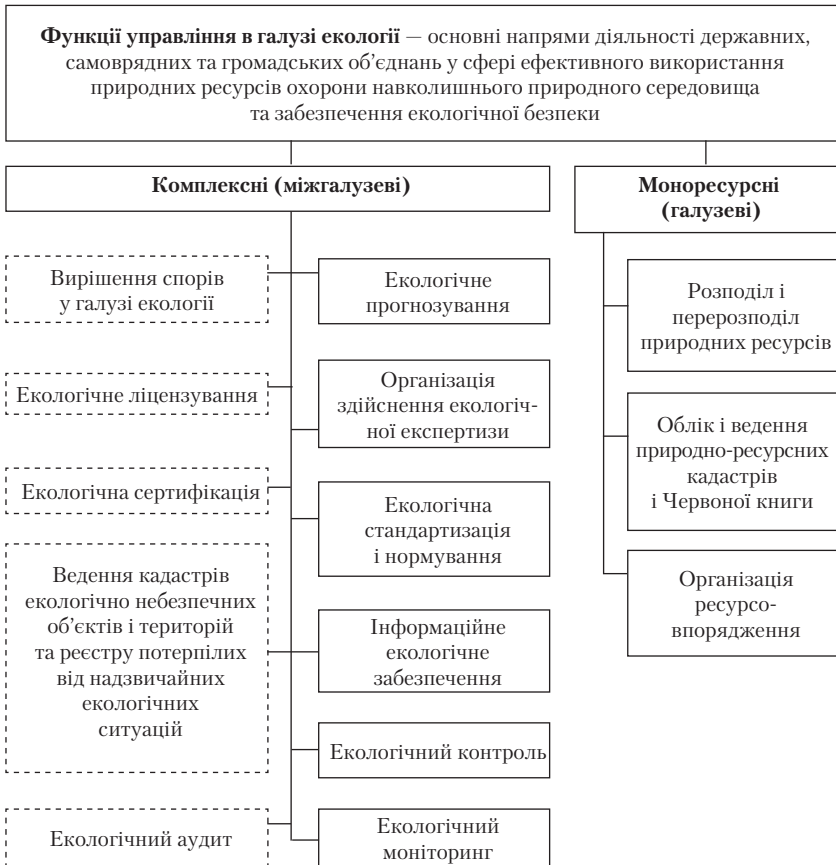 Функції управління в галузі екології — основні напрями діяльності державних,
самоврядних та громадських об’єднань у сфері ефективного використання
природних ресурсів охорони навколишнього природного середовища
та забезпечення екологічної безпеки
Комплексні (міжгалузеві)
Вирішення спорів
у галузі екології
Екологічне ліцензування
Екологічна сертифікація
Ведення кадастрів
екологічно небезпечних
об’єктів і територій
та реєстру потерпілих
від надзвичайних
екологічних
ситуацій
Екологічний аудит
Екологічне
прогнозування
Організація
здійснення екологіч-
ної експертизи
Екологічна
стандартизація
і нормування
Інформаційне
екологічне
забезпечення
Екологічний контроль
Екологічний
моніторинг
Моноресурсні
(галузеві)
Розподіл і
перерозподіл
природних ресурсів
Облік і ведення
природно-ресурсних
кадастрів
і Червоної книги
Організація
ресурсо-
впорядження